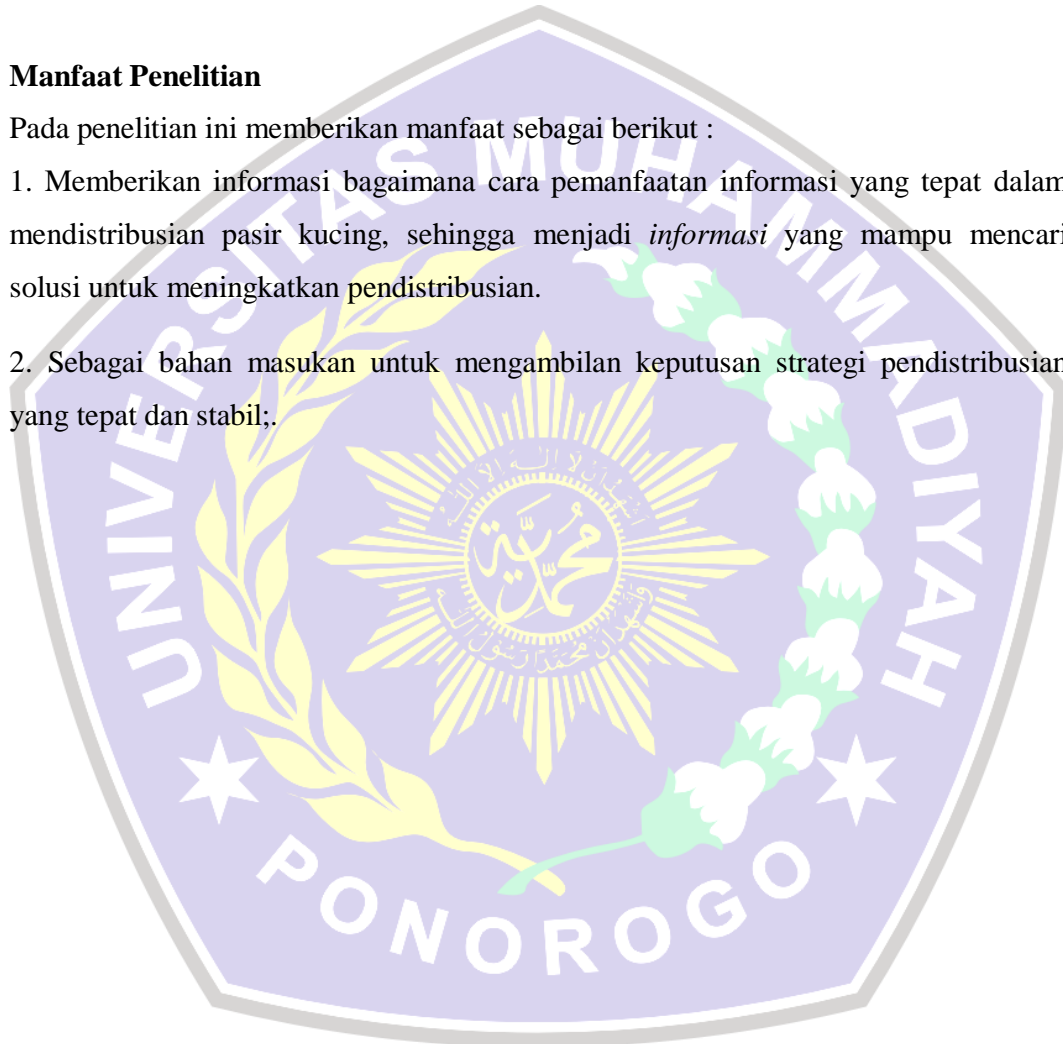 Manfaat Penelitian
Pada penelitian ini memberikan manfaat sebagai berikut :
1. Memberikan informasi bagaimana cara pemanfaatan informasi yang tepat dalam
mendistribusian pasir kucing, sehingga menjadi informasi yang mampu mencari
solusi untuk meningkatkan pendistribusian.
2. Sebagai bahan masukan untuk mengambilan keputusan strategi pendistribusian
yang tepat dan stabil;.
UNIVERSITAS MUHAMMADIYAH
محمدية
PONOROGO